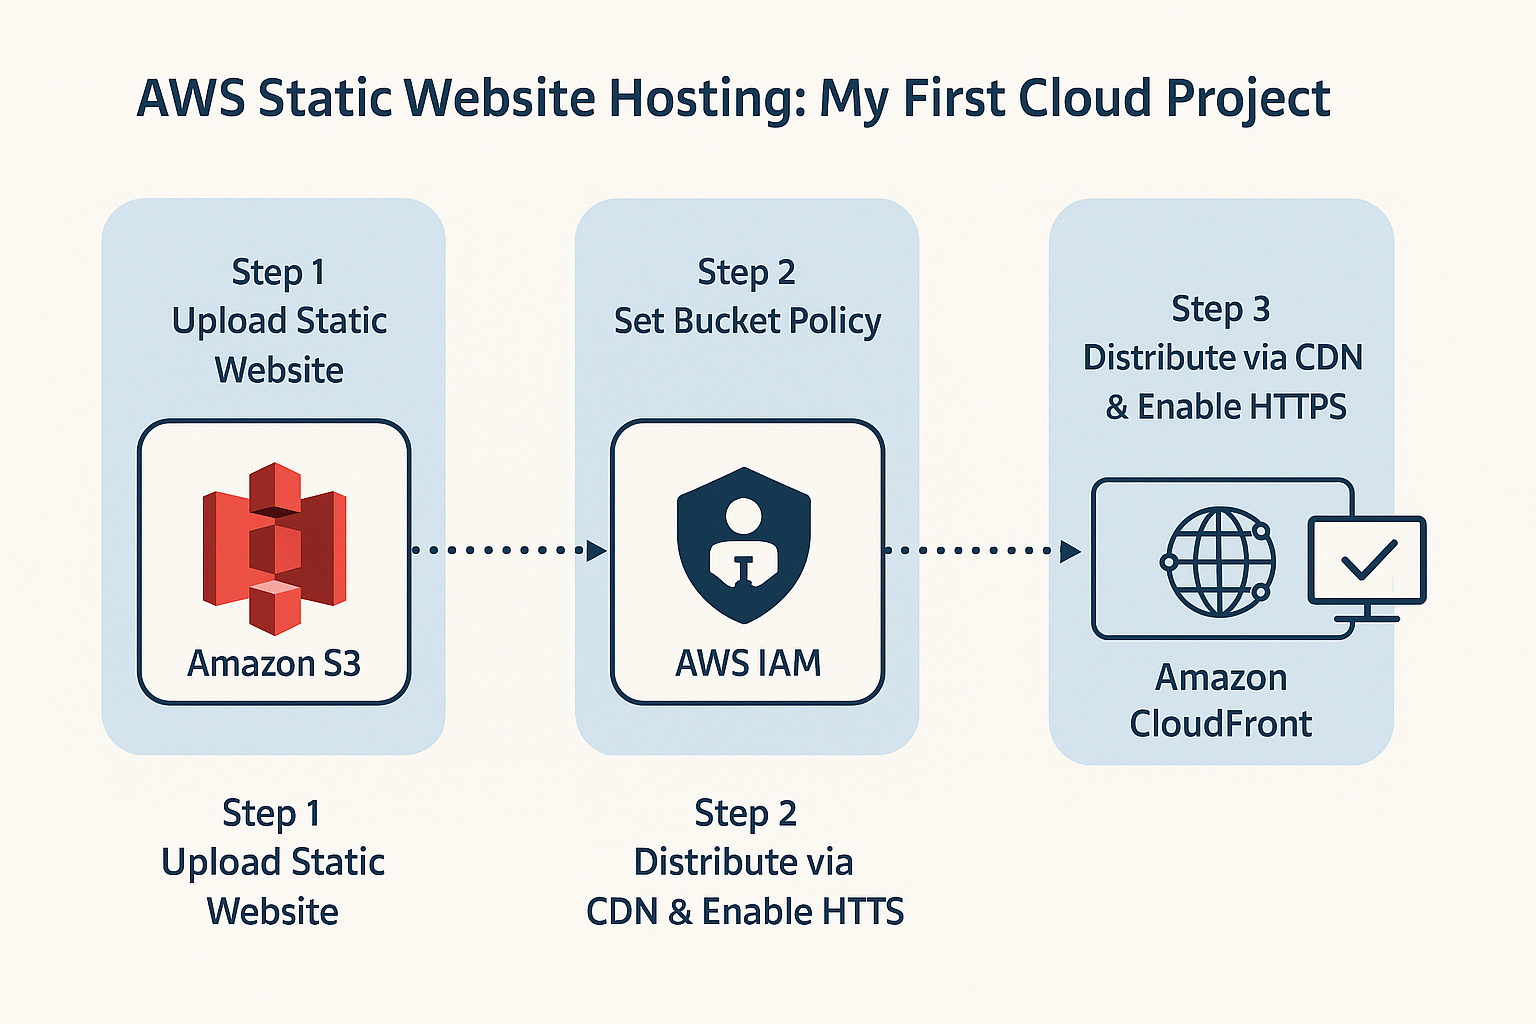 AWS Static Website Hosting: My First Cloud Project
Step 1
Upload Static
Website
Amazon S3
Step 2
Set Bucket Policy
AWS IAM
Step 3
Distribute via CDN
& Enable HTTPS
Amazon
CloudFront
Step 1
Upload Static
Website
Step 2
Distribute via
CDN & Enable HTTS